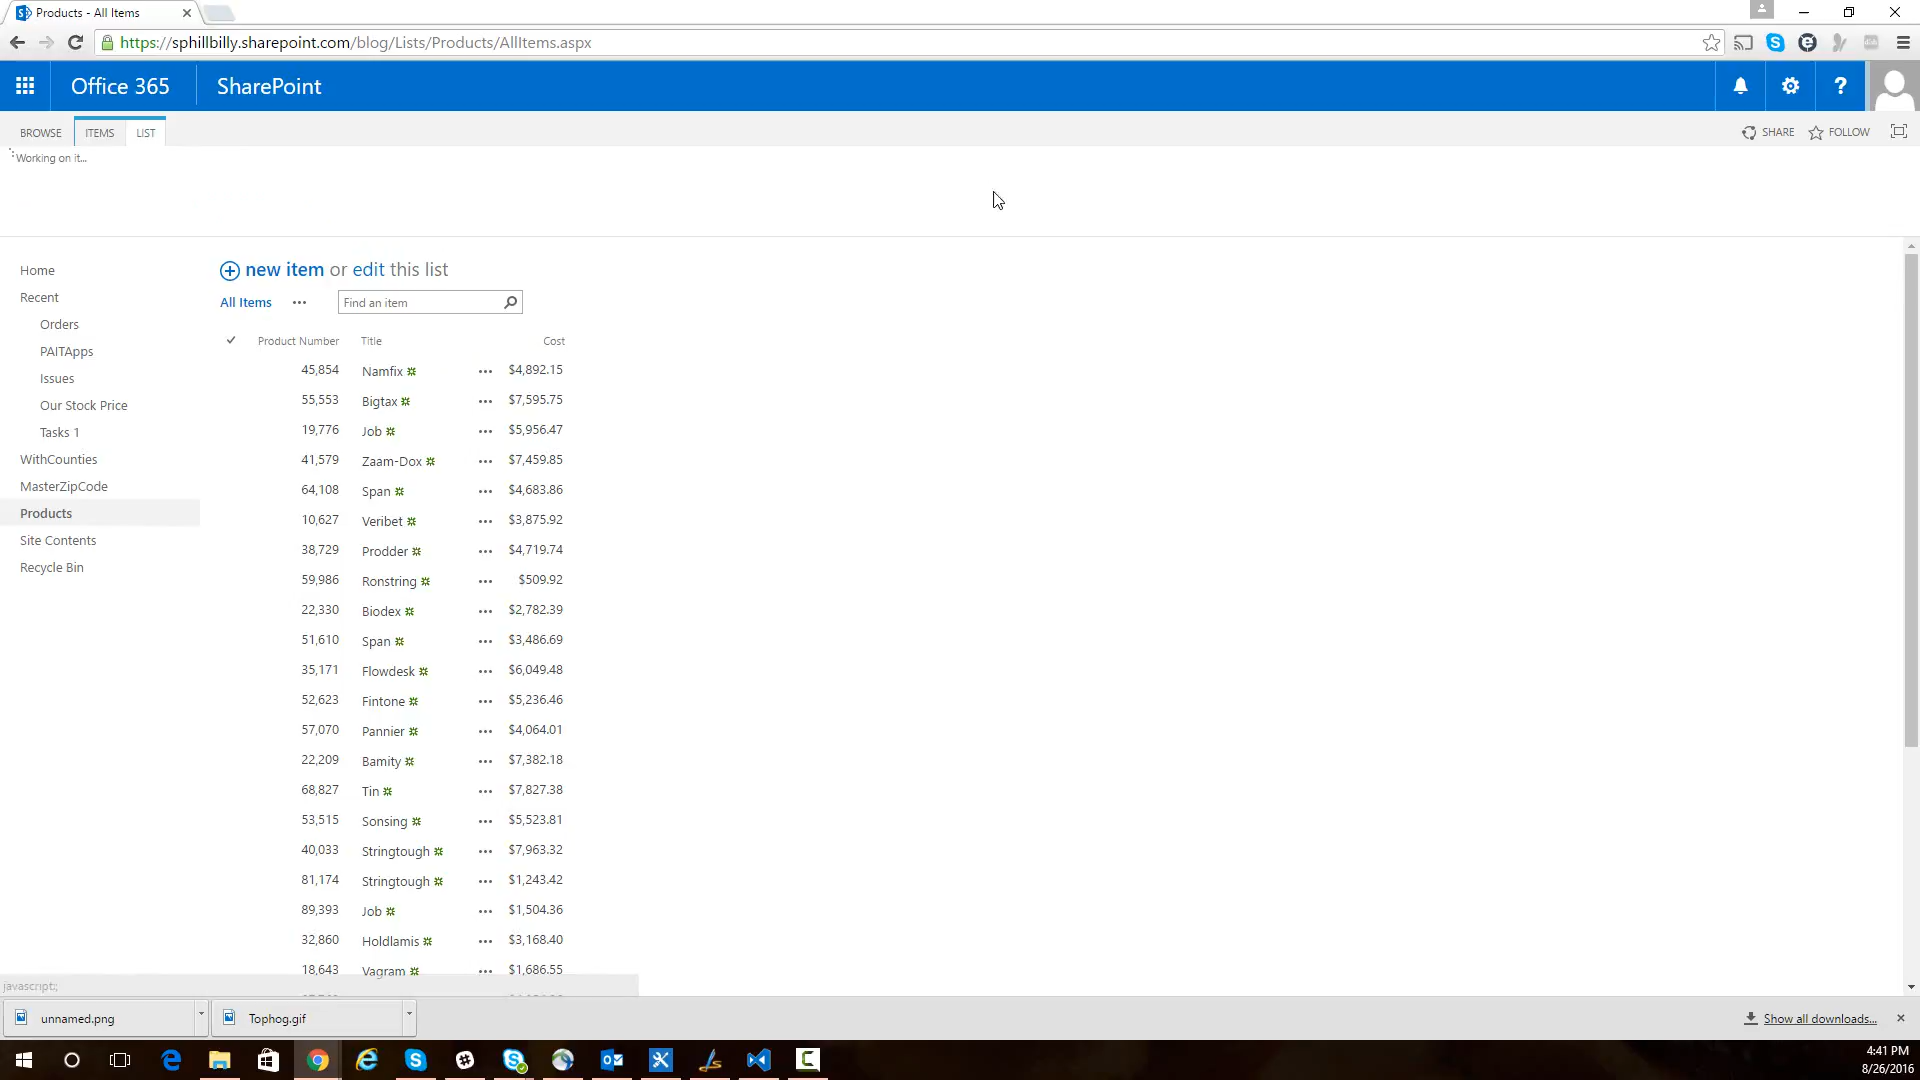 Products - All Items
https://sphillbilly.sharepoint.com/blog/Lists/Products/AllItems.aspx
Office 365 SharePoint
BROWSE ITEMS LIST SHARE FOLLOW
Working on it...
Home
Recent
Orders
PAITApps
Issues
Our Stock Price
Tasks 1
WithCounties
MasterZipCode
Products
Site Contents
Recycle Bin
new item or edit this list
All Items ••• Find an item
Product Number Title Cost
45,854 Namfix ••• $4,892.15
55,553 Bigtax ••• $7,595.75
19,776 Job ••• $5,956.47
41,579 Zaam-Dox ••• $7,459.85
64,108 Span ••• $4,683.86
10,627 Veribet ••• $3,875.92
38,729 Prodder ••• $4,719.74
59,986 Ronstring ••• $509.92
22,330 Biodex ••• $2,782.39
51,610 Span ••• $3,486.69
35,171 Flowdesk ••• $6,049.48
52,623 Fintone ••• $5,236.46
57,070 Pannier ••• $4,064.01
22,209 Bamity ••• $7,382.18
68,827 Tin ••• $7,827.38
53,515 Sonsing ••• $5,523.81
40,033 Stringtough ••• $7,963.32
81,174 Stringtough ••• $1,243.42
89,393 Job ••• $1,504.36
32,860 Holdlamis ••• $3,168.40
18,643 Vagram ••• $1,686.55
javascript:;
unnamed.png
Tophog.gif
Show all downloads...
4:41 PM
8/26/2016